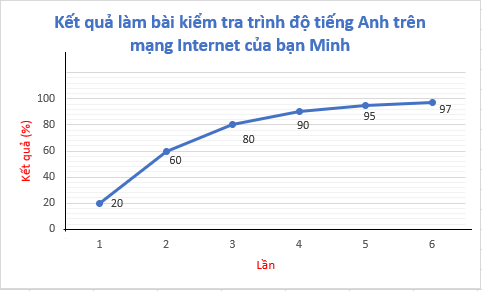 Kết quả làm bài kiểm tra trình độ tiếng Anh trên
mạng Internet của bạn Minh
Kết quả (%)
100
80
60
40
20
0
20
60
80
90
95
97
1 2 3 4 5 6
Lần